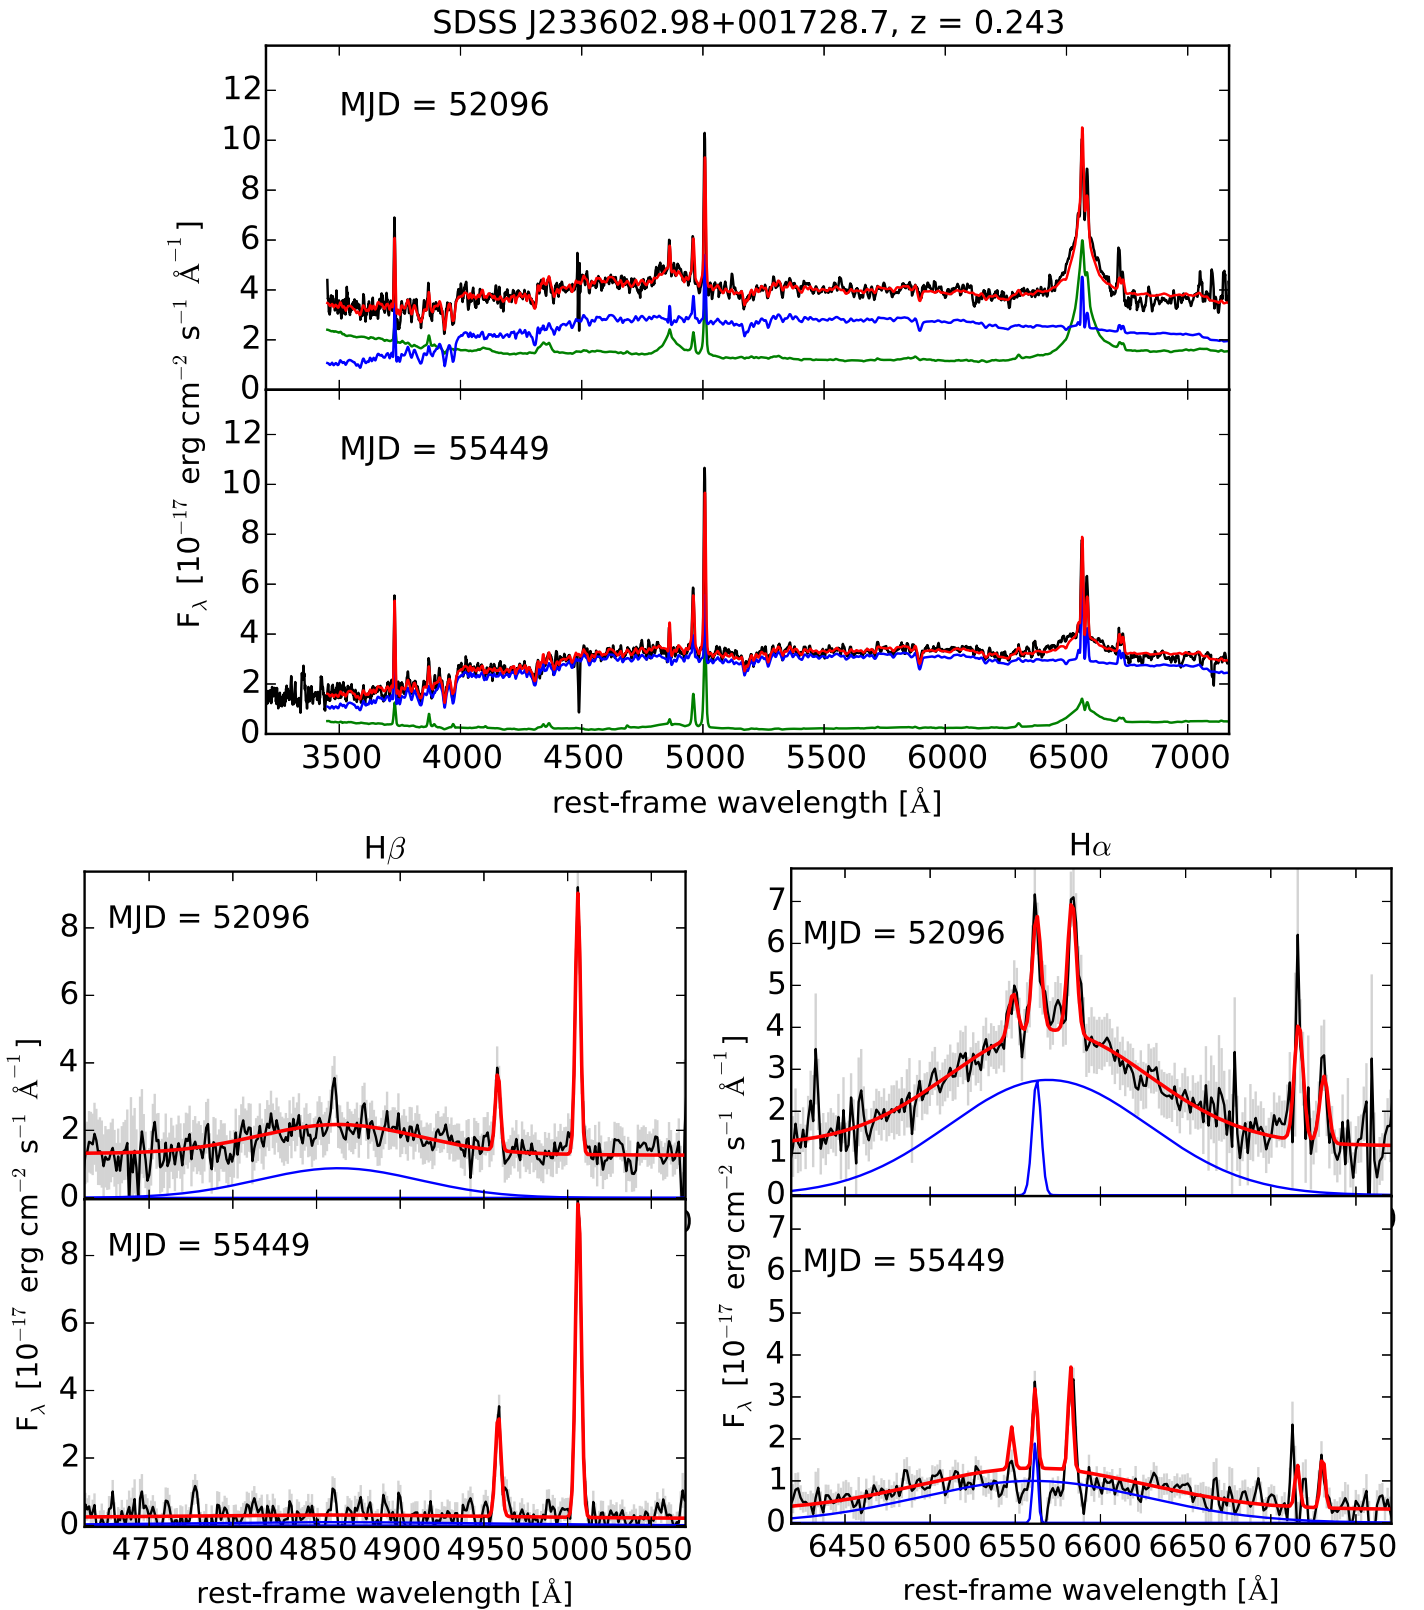 SDSS J233602.98+001728.7, z = 0.243
MJD = 52096
12
10
8
6
4
2
0
MJD = 55449
12
10
8
6
4
2
0
F_λ [10^−17 erg cm^−2 s^−1 Å^−1]
3500 4000 4500 5000 5500 6000 6500 7000
rest-frame wavelength [Å]
Hβ
MJD = 52096
8
6
4
2
0
MJD = 55449
8
6
4
2
0
F_λ [10^−17 erg cm^−2 s^−1 Å^−1]
4750 4800 4850 4900 4950 5000 5050
rest-frame wavelength [Å]
Hα
MJD = 52096
7
6
5
4
3
2
1
0
MJD = 55449
7
6
5
4
3
2
1
0
F_λ [10^−17 erg cm^−2 s^−1 Å^−1]
6450 6500 6550 6600 6650 6700 6750
rest-frame wavelength [Å]